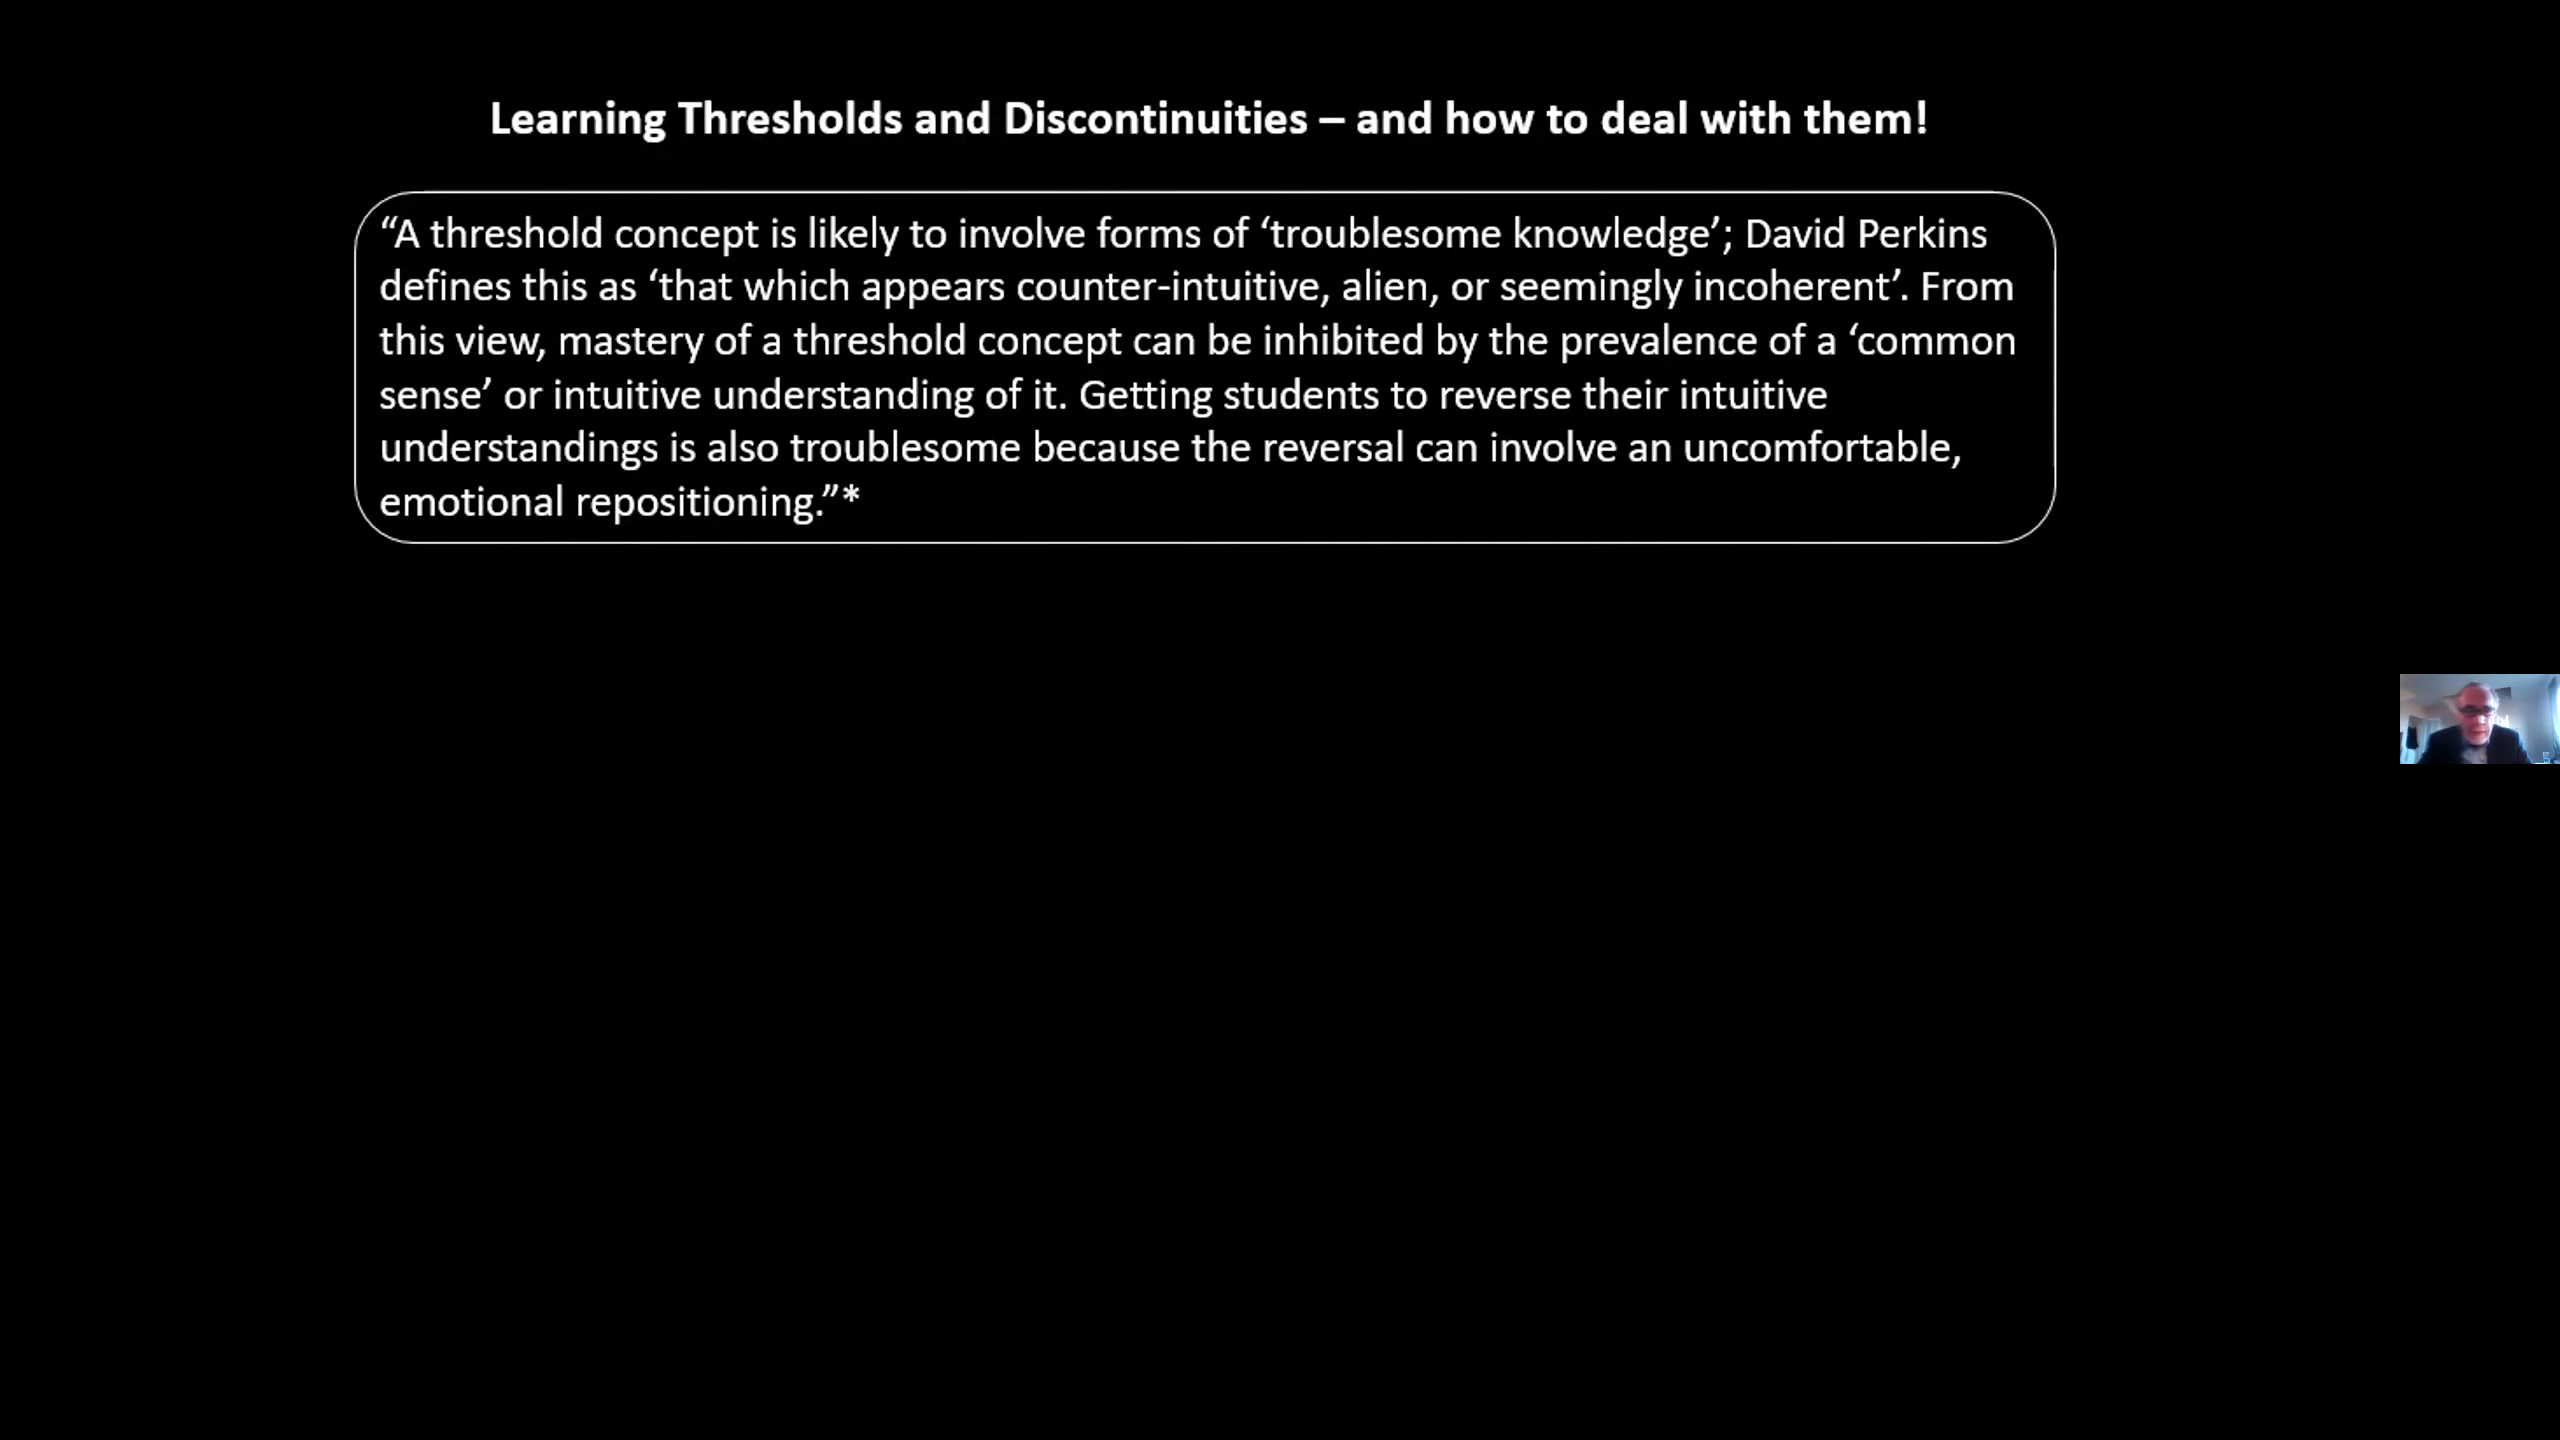 Learning Thresholds and Discontinuities – and how to deal with them!
“A threshold concept is likely to involve forms of ‘troublesome knowledge’; David Perkins
defines this as ‘that which appears counter-intuitive, alien, or seemingly incoherent’. From
this view, mastery of a threshold concept can be inhibited by the prevalence of a ‘common
sense’ or intuitive understanding of it. Getting students to reverse their intuitive
understandings is also troublesome because the reversal can involve an uncomfortable,
emotional repositioning.”*